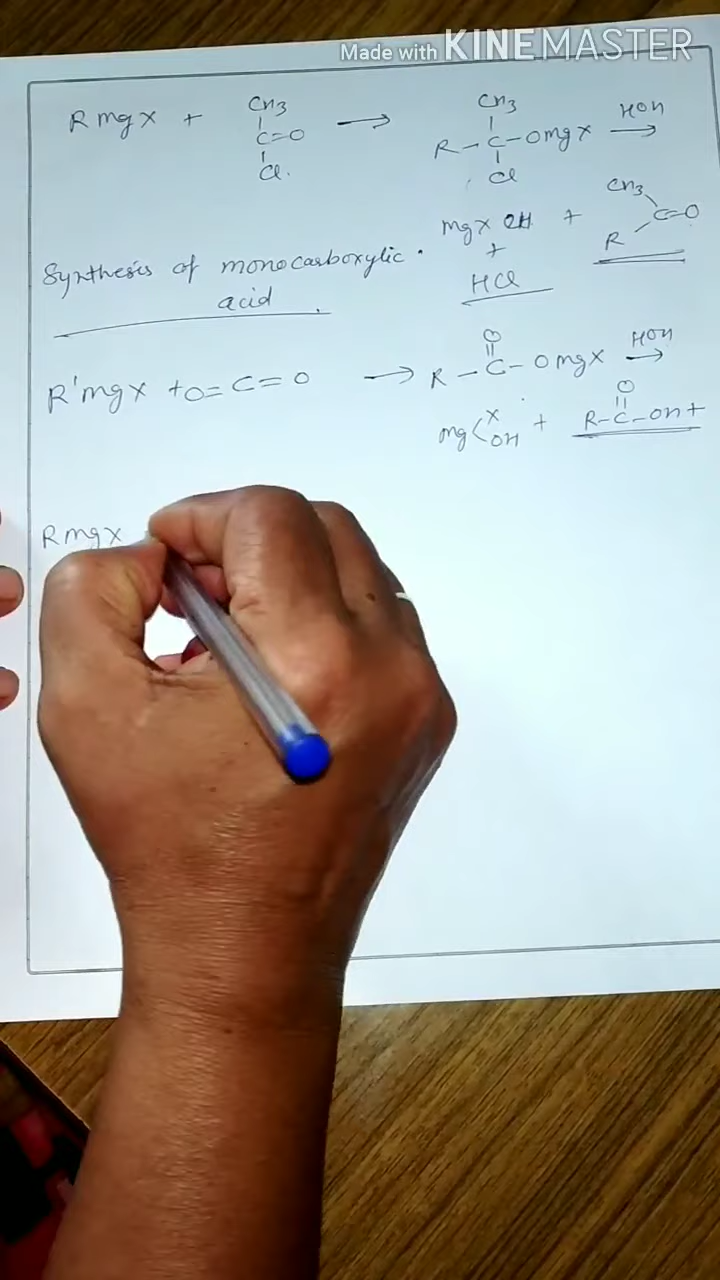 Made with KINEMASTER
RmgX + CH3 CH3
| |
C=O → R-C-OmgX HOH →
| |
Cl. Cl
mgX OH + CH3 C=O
+ R
HCl
Synthesis of monocarboxylic.
acid
R'mgX + O=C=O → R-C-OmgX HOH →
O
||
mg< X OH + R-C-OH +
O
||
RmgX